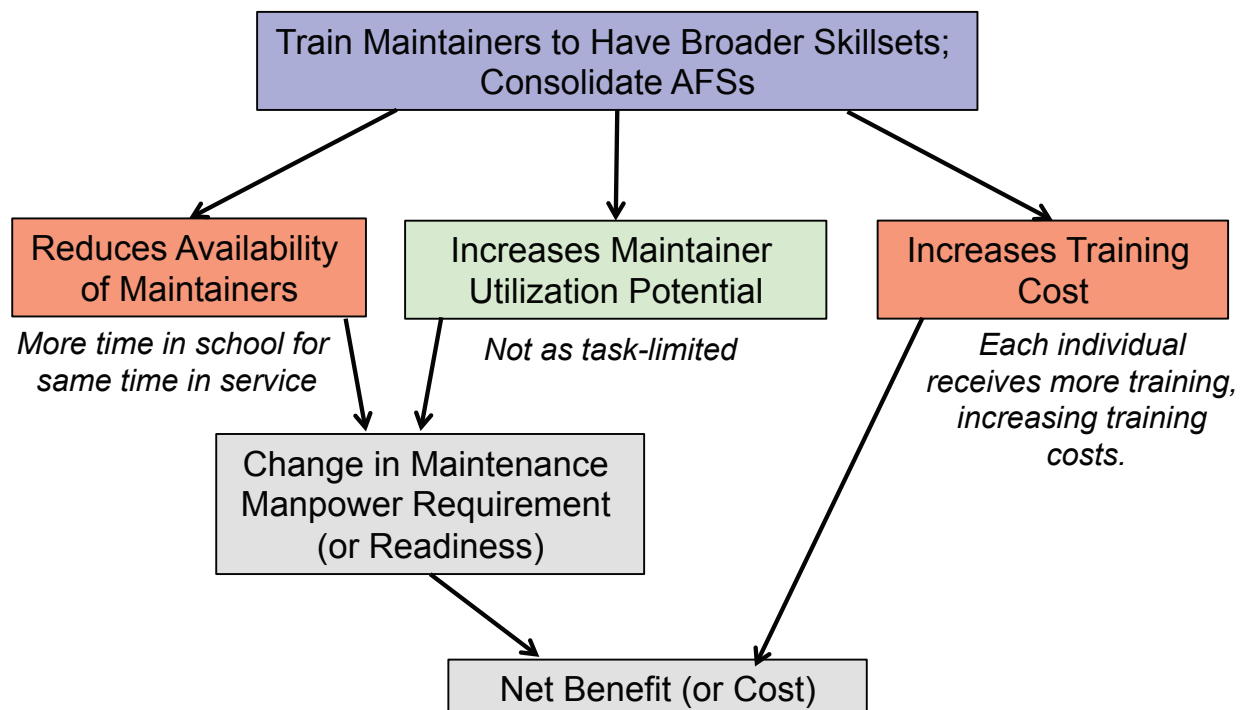 Train Maintainers to Have Broader Skillsets;
Consolidate AFSs
Reduces Availability
of Maintainers
Increases Maintainer
Utilization Potential
Increases Training
Cost
More time in school for
same time in service
Not as task-limited
Each individual
receives more training,
increasing training
costs.
Change in Maintenance
Manpower Requirement
(or Readiness)
Net Benefit (or Cost)